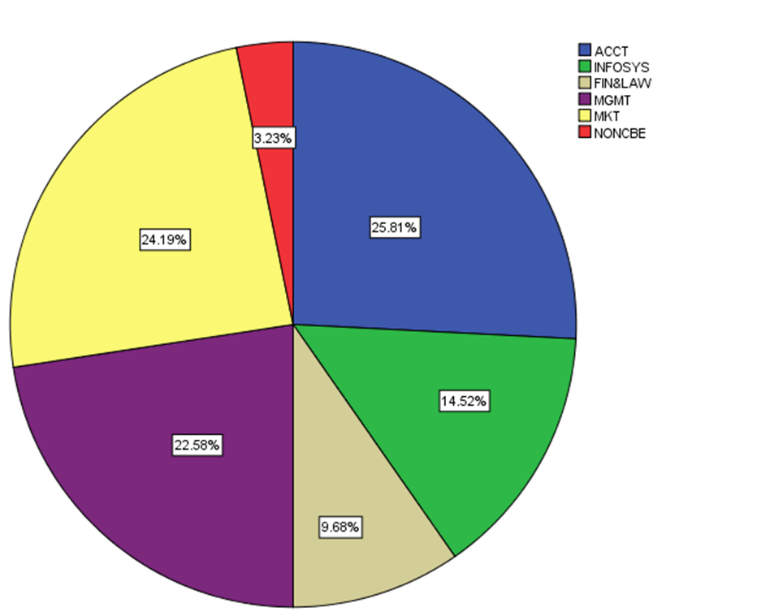 ACCT
INFOSYS
FIN&LAW
MGMT
MKT
NONCBE
3.23%
25.81%
24.19%
14.52%
22.58%
9.68%